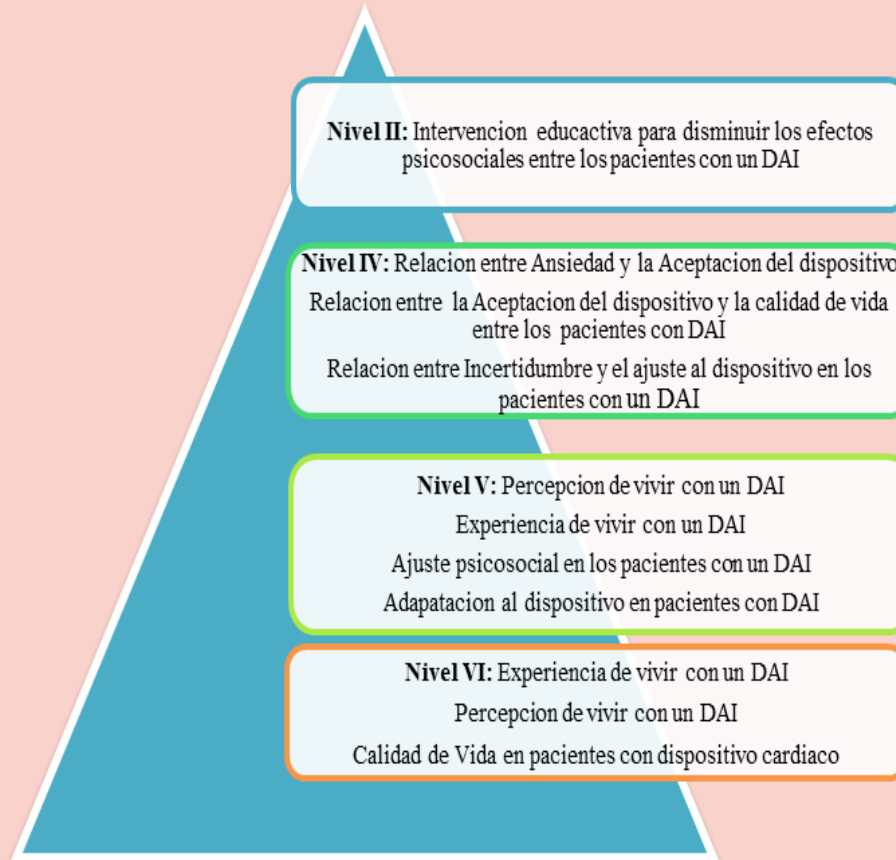 Nivel II: Intervencion educactiva para disminuir los efectos
psicosociales entre los pacientes con un DAI
Nivel IV: Relacion entre Ansiedad y la Aceptacion del dispositivo
Relacion entre la Aceptacion del dispositivo y la calidad de vida
entre los pacientes con DAI
Relacion entre Incertidumbre y el ajuste al dispositivo en los
pacientes con un DAI
Nivel V: Percepcion de vivir con un DAI
Experiencia de vivir con un DAI
Ajuste psicosocial en los pacientes con un DAI
Adapatacion al dispositivo en pacientes con DAI
Nivel VI: Experiencia de vivir con un DAI
Percepcion de vivir con un DAI
Calidad de Vida en pacientes con dispositivo cardiaco